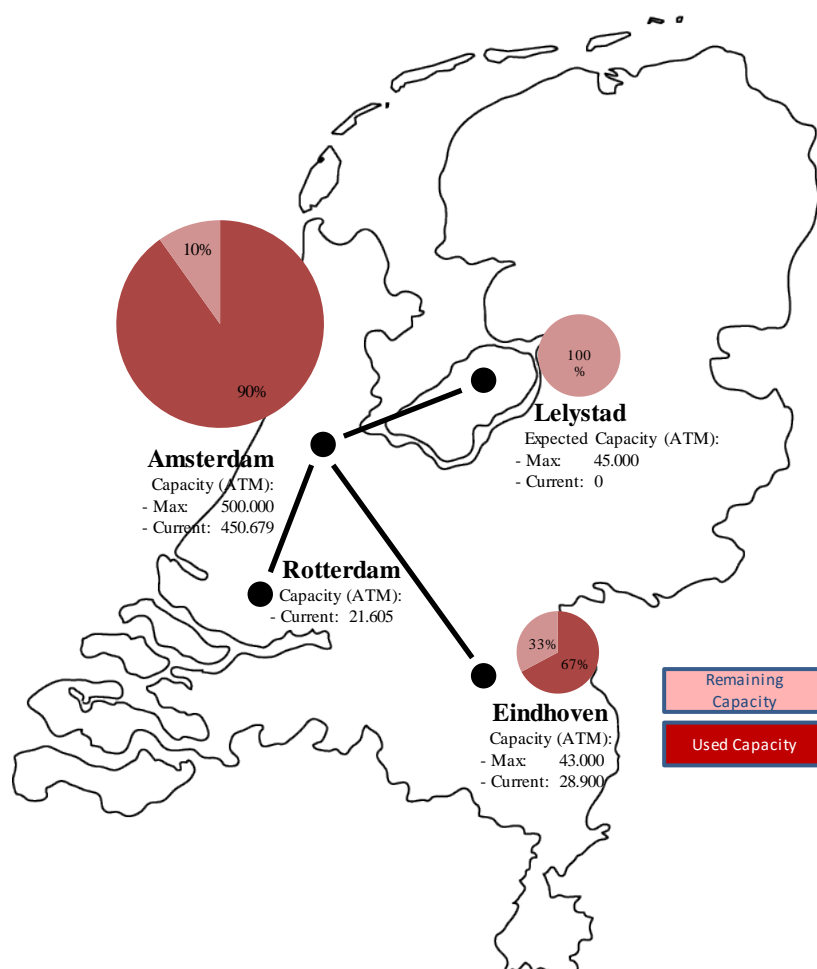 10%
90%
Amsterdam
Capacity (ATM):
- Max: 500.000
- Current: 450.679
100
%
Lelystad
Expected Capacity (ATM):
- Max: 45.000
- Current: 0
Rotterdam
Capacity (ATM):
- Current: 21.605
33%
67%
Eindhoven
Capacity (ATM):
- Max: 43.000
- Current: 28.900
Remaining
Capacity
Used Capacity